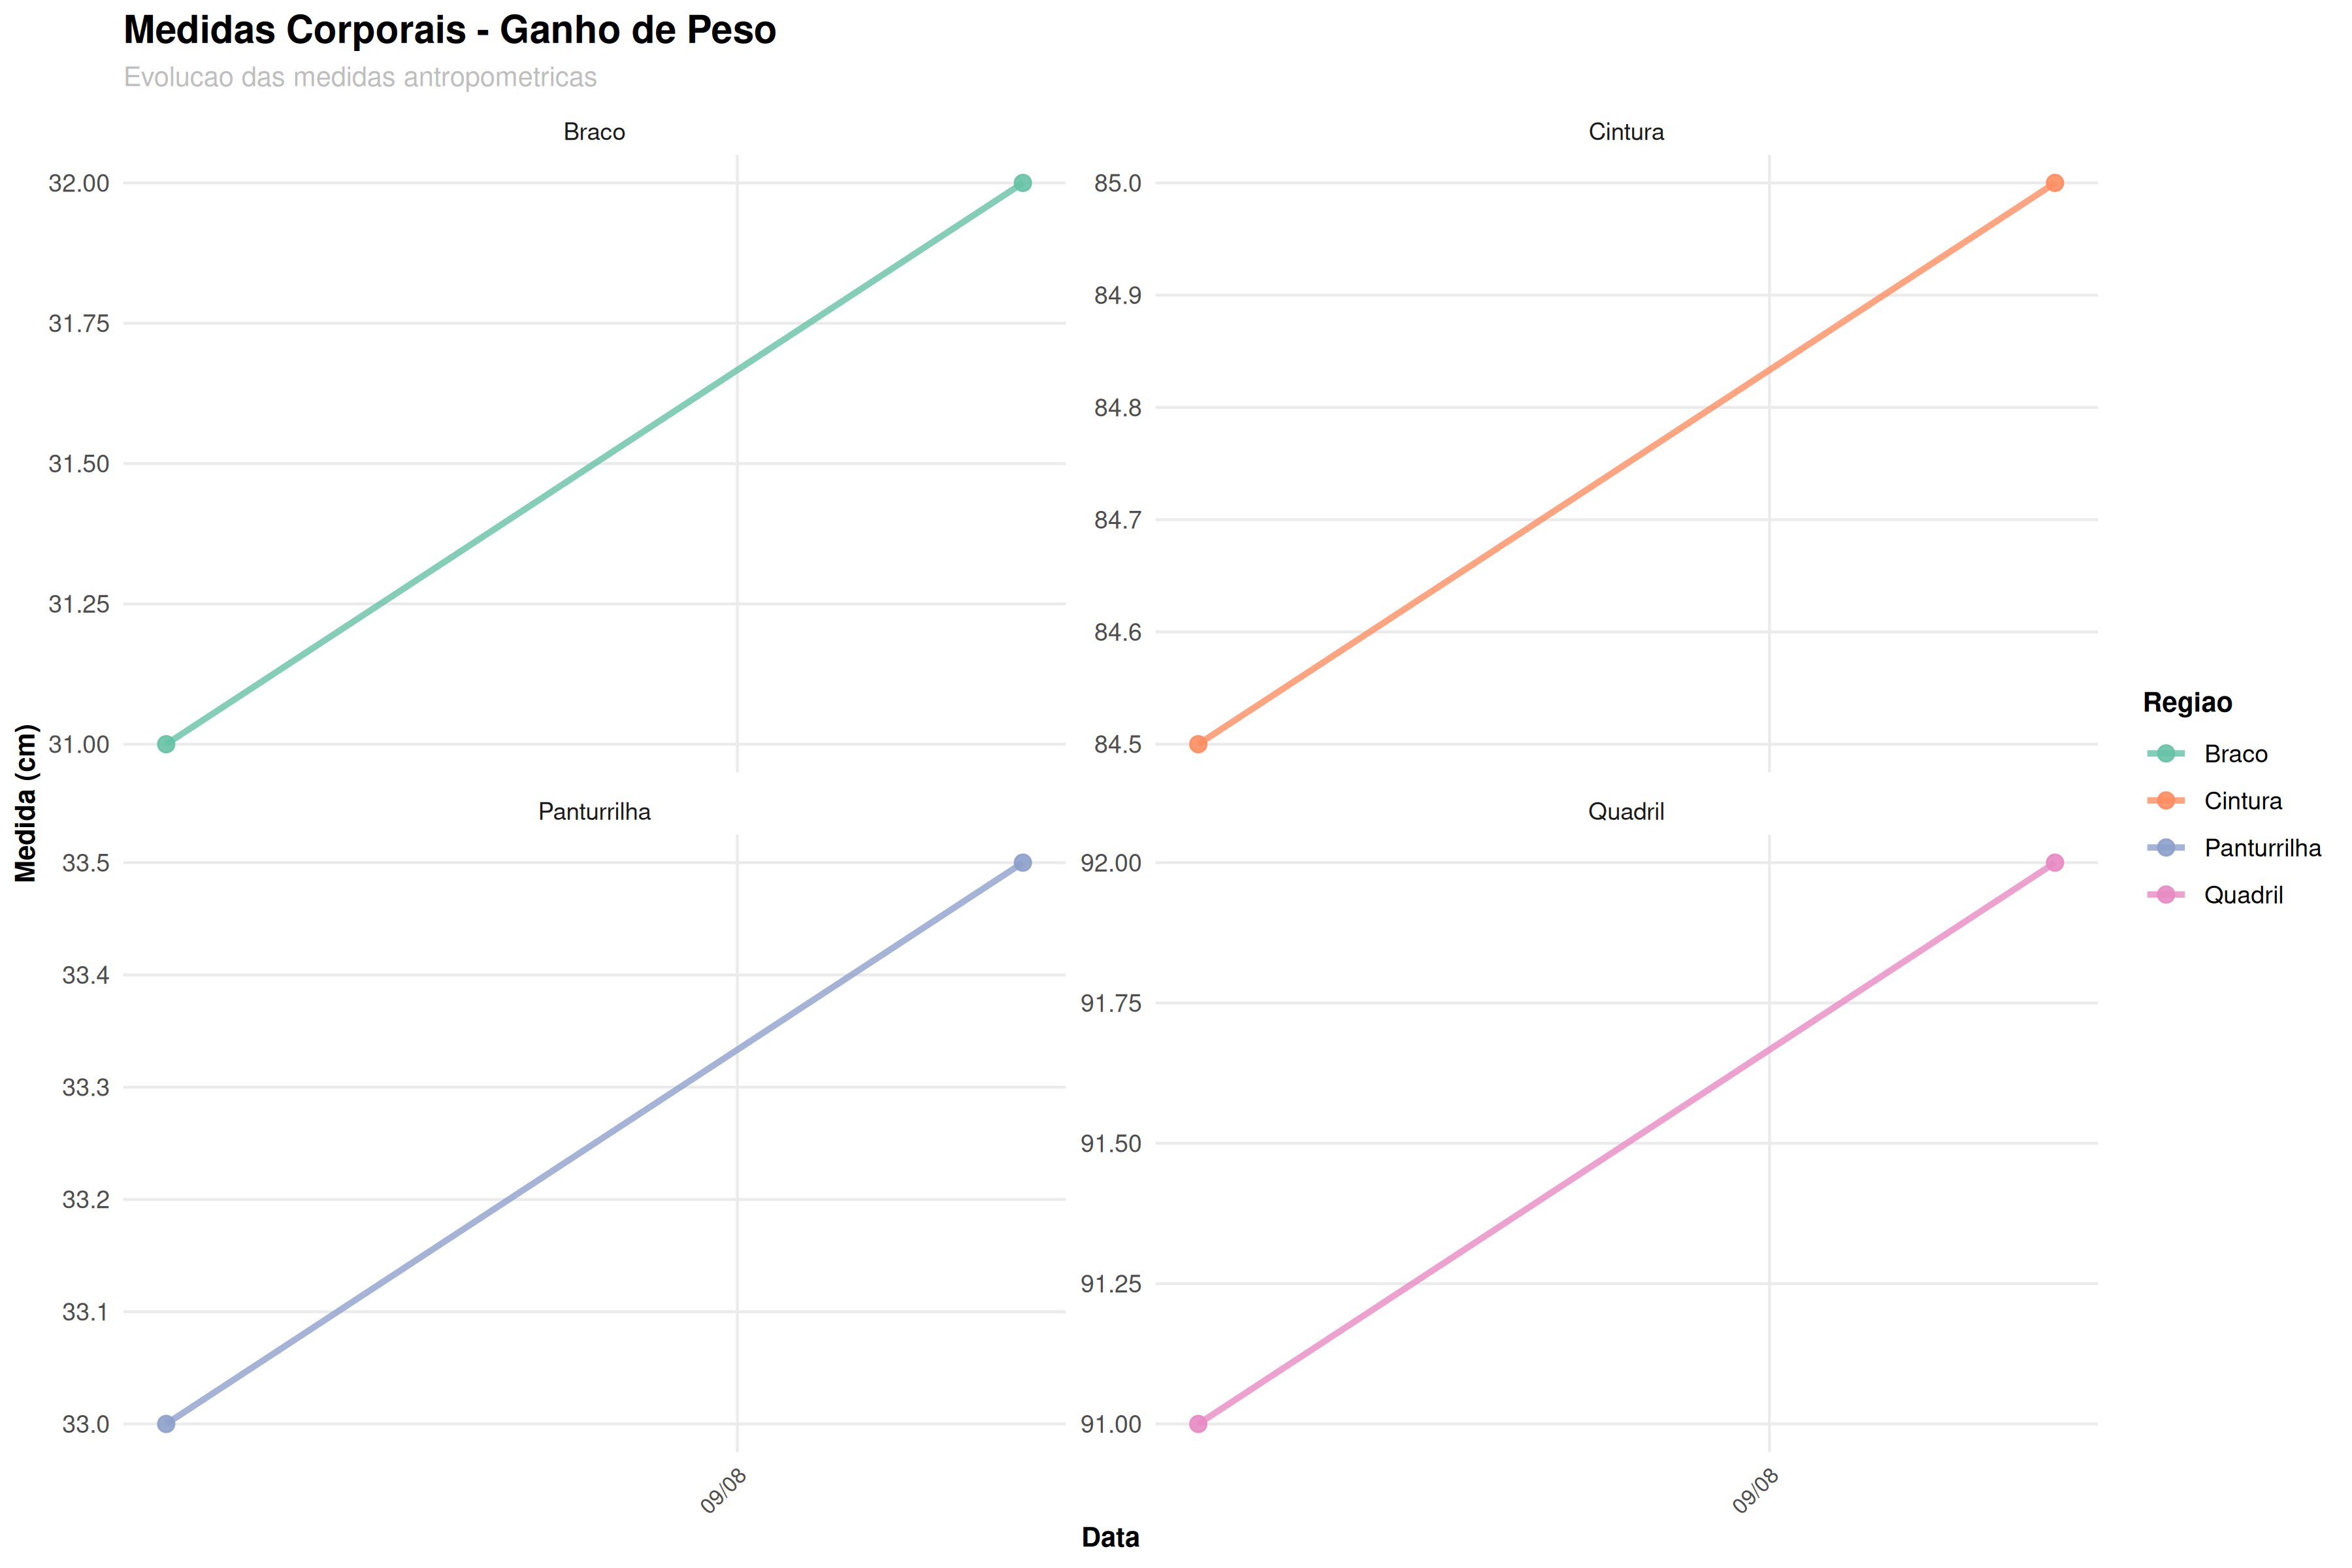 Medidas Corporais - Ganho de Peso
Evolucao das medidas antropometricas
Braco
32.00
31.75
31.50
31.25
31.00
Cintura
85.0
84.9
84.8
84.7
84.6
84.5
Panturrilha
33.5
33.4
33.3
33.2
33.1
33.0
09/08
Quadril
92.00
91.75
91.50
91.25
91.00
09/08
Medida (cm)
Data
Regiao
Braco
Cintura
Panturrilha
Quadril